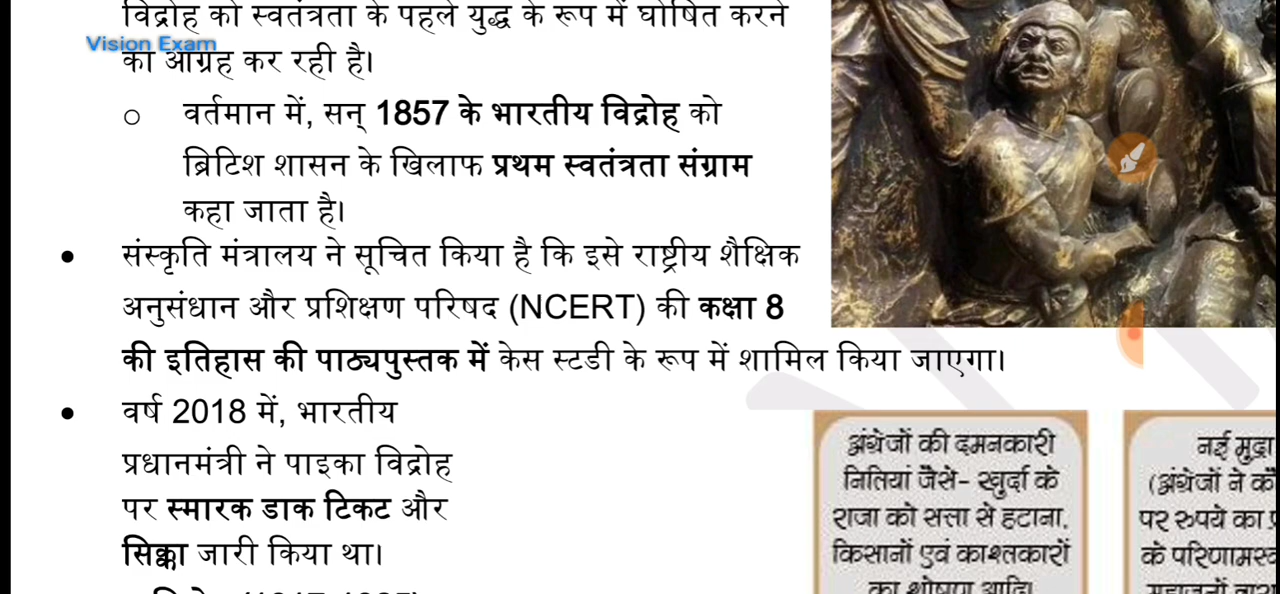 विद्रोह को स्वतंत्रता के पहले युद्ध के रूप में घोषित करने
Vision Exam
का आग्रह कर रही है।
○ वर्तमान में, सन् 1857 के भारतीय विद्रोह को
ब्रिटिश शासन के खिलाफ प्रथम स्वतंत्रता संग्राम
कहा जाता है।
• संस्कृति मंत्रालय ने सूचित किया है कि इसे राष्ट्रीय शैक्षिक
अनुसंधान और प्रशिक्षण परिषद (NCERT) की कक्षा 8
की इतिहास की पाठ्यपुस्तक में केस स्टडी के रूप में शामिल किया जाएगा।
• वर्ष 2018 में, भारतीय
प्रधानमंत्री ने पाइका विद्रोह
पर स्मारक डाक टिकट और
सिक्का जारी किया था।
अंग्रेजों की दमनकारी
नितियां जैसे- खुर्दा के
राजा को सत्ता से हटाना,
किसानों एवं काश्तकारों
का शोषण आदि।
नई मुद्रा
(अंग्रेजों ने
पर रुपये का
के